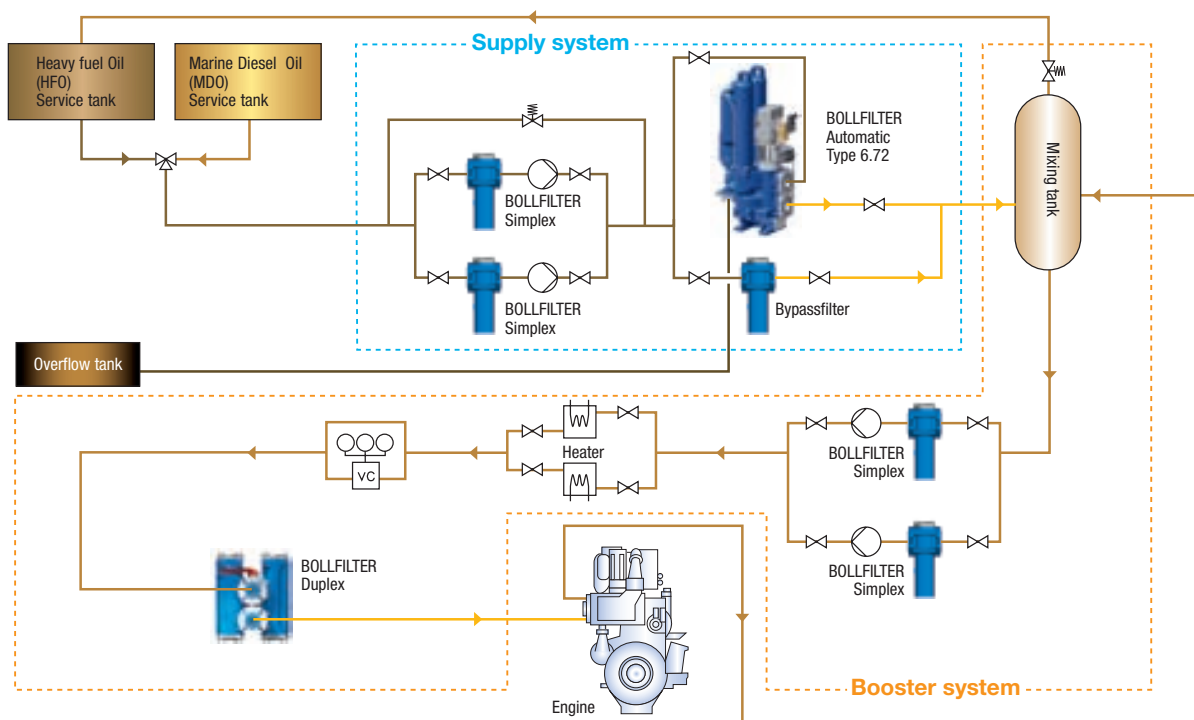 Supply system
Heavy fuel Oil
(HFO)
Service tank
Marine Diesel Oil
(MDO)
Service tank
BOLLFILTER
Automatic
Type 6.72
Mixing tank
BOLLFILTER
Simplex
BOLLFILTER
Simplex
Bypassfilter
Overflow tank
Heater
VC
BOLLFILTER
Simplex
BOLLFILTER
Simplex
BOLLFILTER
Duplex
Engine
Booster system